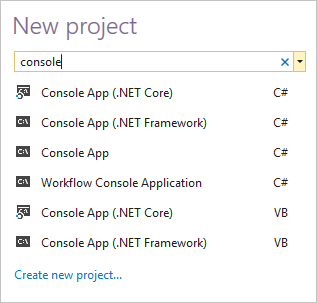 New project
console
Console App (.NET Core) C#
C:\ Console App (.NET Framework) C#
C:\ Console App C#
C:\ Workflow Console Application C#
Console App (.NET Core) VB
C:\ Console App (.NET Framework) VB
Create new project...